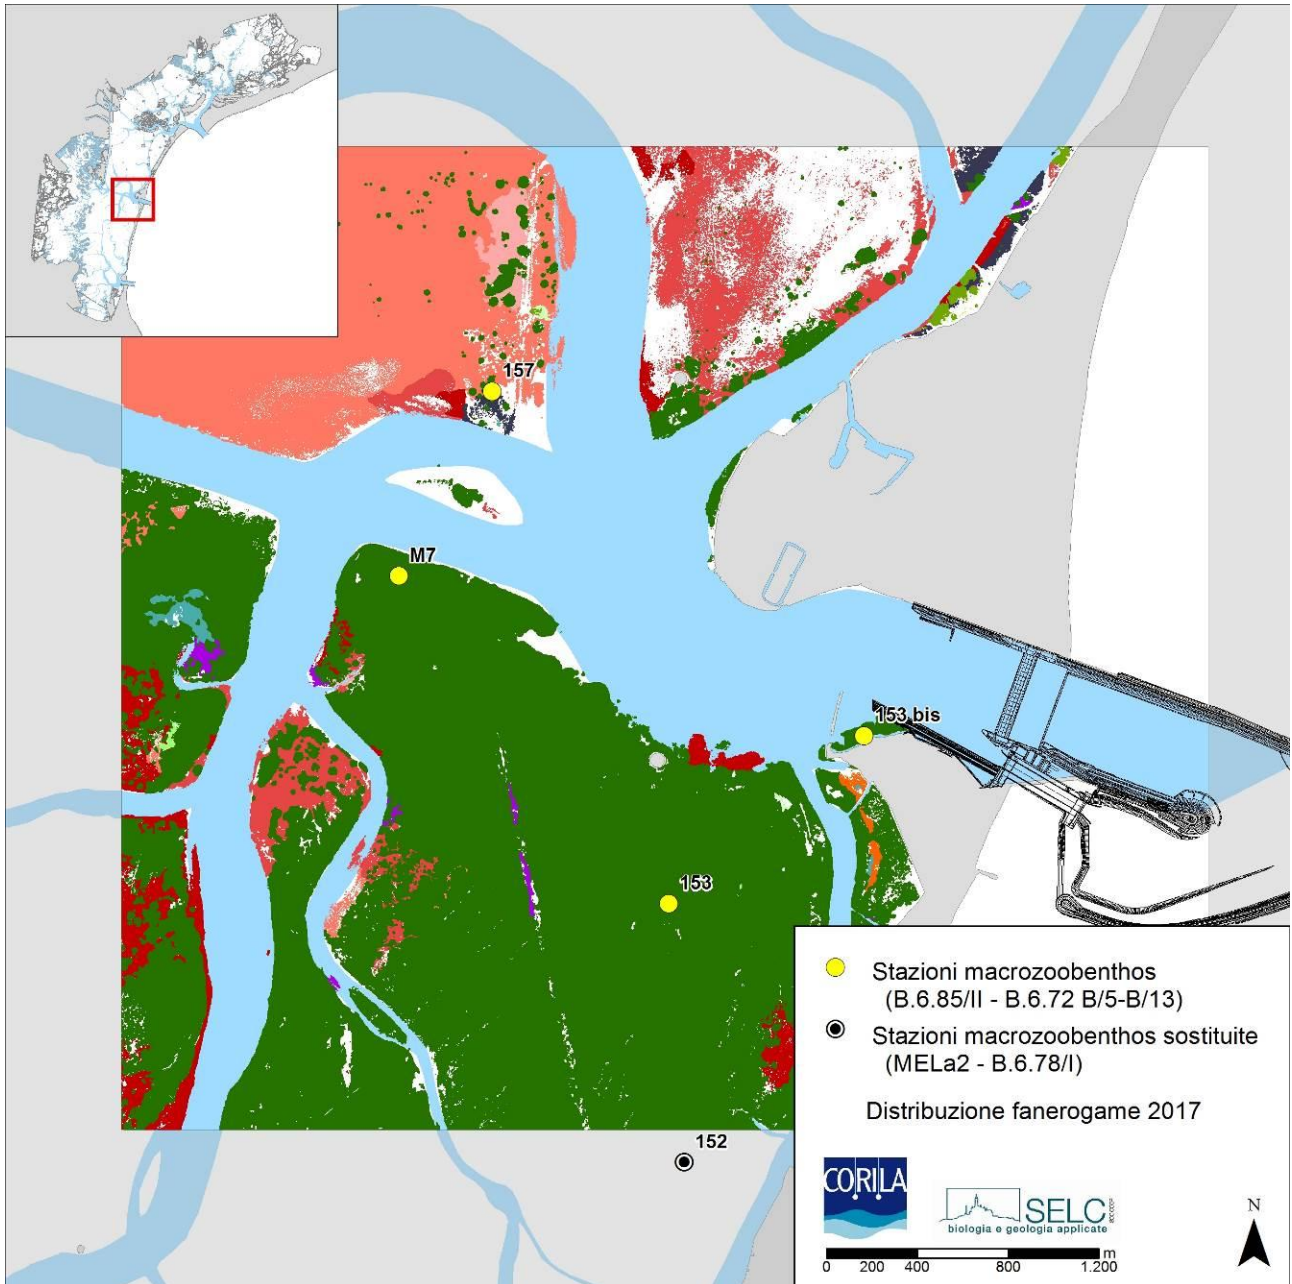 157
M7
153 bis
153
152
Stazioni macrozoobenthos
(B.6.85/II - B.6.72 B/5-B/13)
Stazioni macrozoobenthos sostituite
(MELa2 - B.6.78/I)
Distribuzione fanerogame 2017
CORILA
SELC
biologia e geologia applicate
N
m
0 200 400 800 1.200